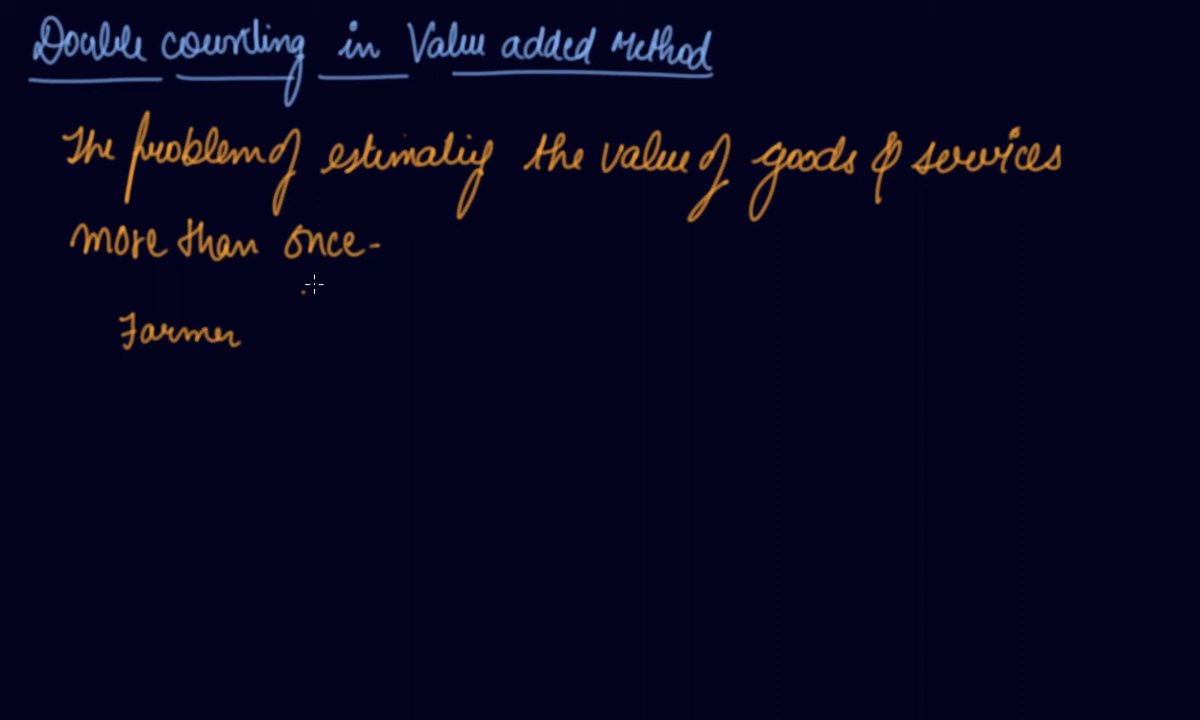 Double counting in Value added Method
The problem of estimating the value of goods & services
more than once-
Farmer